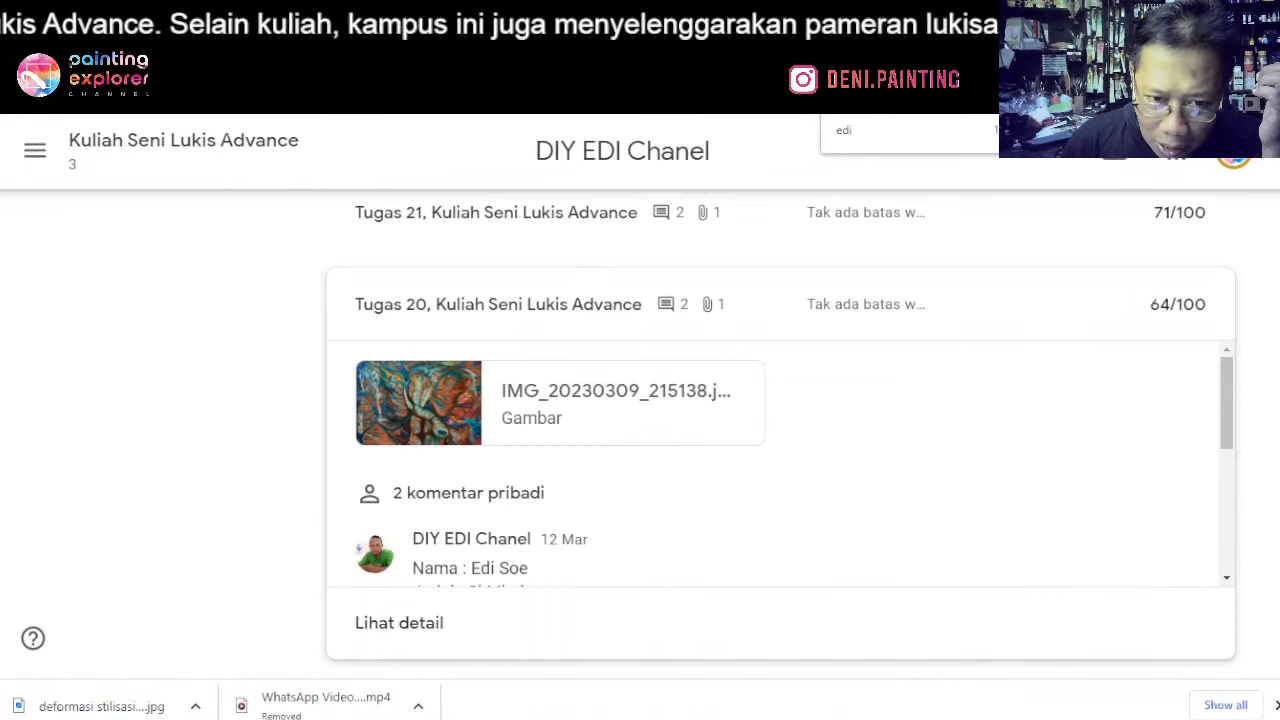 kis Advance. Selain kuliah, kampus ini juga menyelenggarakan pameran lukisa
painting
explorer
CHANNEL
DENI.PAINTING
Kuliah Seni Lukis Advance
3
DIY EDI Chanel
edi
Tugas 21, Kuliah Seni Lukis Advance 2 1 Tak ada batas w... 71/100
Tugas 20, Kuliah Seni Lukis Advance 2 1 Tak ada batas w... 64/100
IMG_20230309_215138.j...
Gambar
2 komentar pribadi
DIY EDI Chanel 12 Mar
Nama : Edi Soe
Lihat detail
deformasi stilisasi....jpg
WhatsApp Video....mp4
Removed
Show all